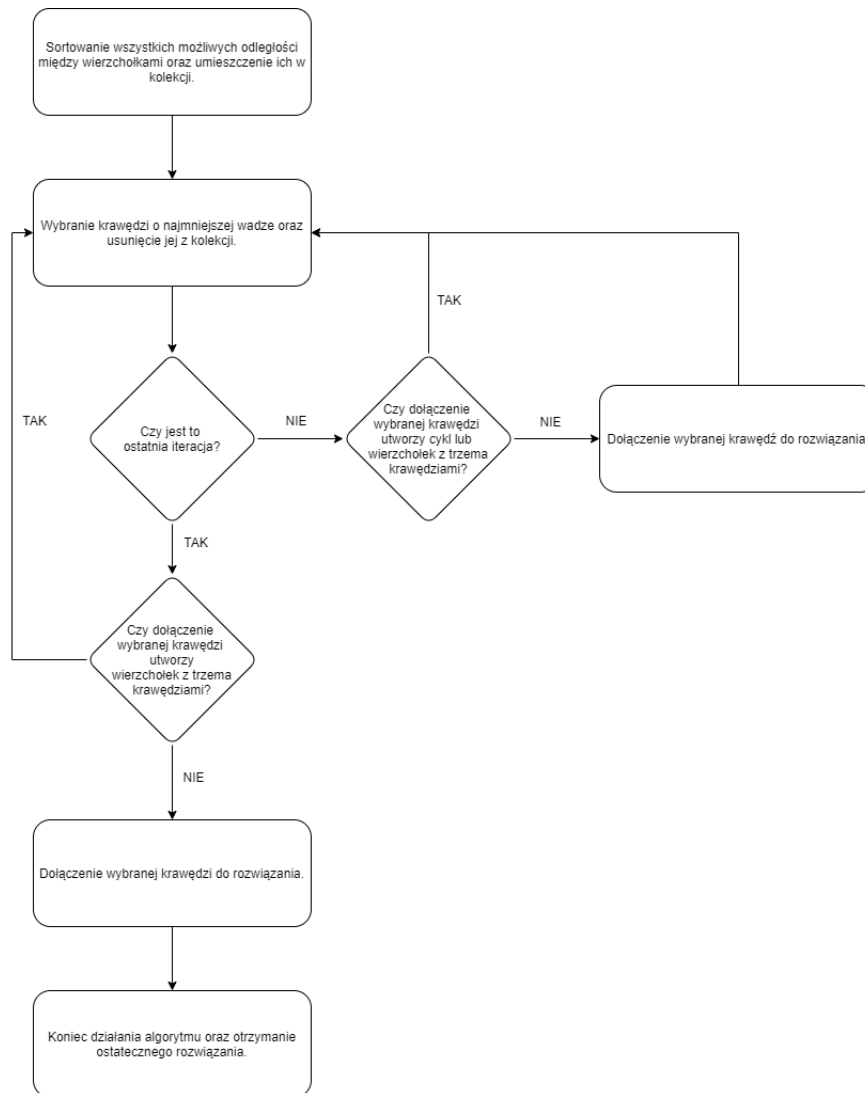 Sortowanie wszystkich możliwych odległości
między wierzchołkami oraz umieszczenie ich w
kolekcji.
Wybranie krawędzi o najmniejszej wadze oraz
usunięcie jej z kolekcji.
TAK
TAK
Czy jest to
ostatnia iteracja?
NIE
Czy dołączenie
wybranej krawędzi
utworzy cykl lub
wierzchołek z trzema
krawędziami?
NIE
Dołączenie wybranej krawędź do rozwiązania.
TAK
Czy dołączenie
wybranej krawędzi
utworzy
wierzchołek z trzema
krawędziami?
NIE
Dołączenie wybranej krawędzi do rozwiązania.
Koniec działania algorytmu oraz otrzymanie
ostatecznego rozwiązania.